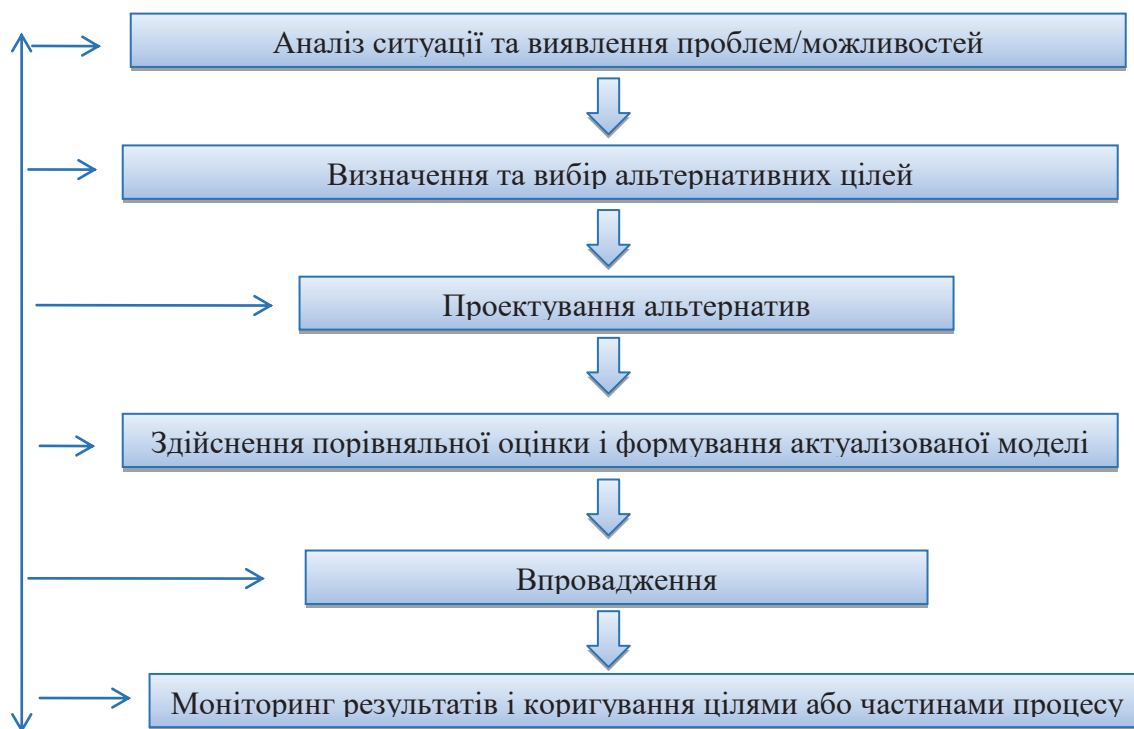 Аналіз ситуації та виявлення проблем/можливостей
Визначення та вибір альтернативних цілей
Проектування альтернатив
Здійснення порівняльної оцінки і формування актуалізованої моделі
Впровадження
Моніторинг результатів і коригування цілями або частинами процесу